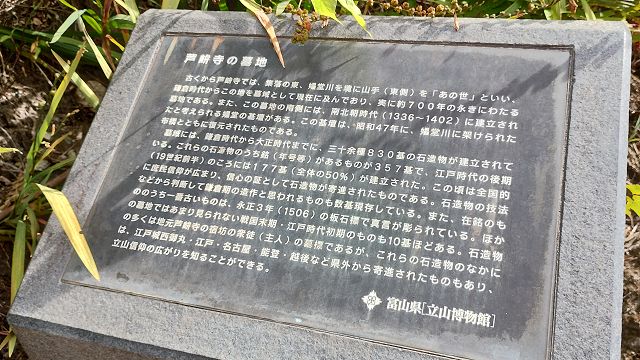 芦峅寺の墓地
古くから芦峅寺では、集落の東、媼堂川を境に山手（東側）を「あの世」といい、
鎌倉時代からこの地を墓域として現在に及んでおり、実に約７００年の永きにわたる
墓地である。また、この墓地の南側には、南北朝時代（1336～1402）に建立され
たと考えられる媼堂の基壇がある。この基壇は、昭和47年に、媼堂川に架けられた
布橋とともに復元されたものである。
墓域には、鎌倉時代から大正時代までに、三十余種８３０基の石造物が建立されて
いる。これらの石造物のうち銘（年号等）があるものが３５７基で、江戸時代の後期
（19世紀前半）のころには１７７基（全体の50％）が建立された。この頃は全国的
に庶民信仰が広まり、信心の証として石造物が寄進されたものである。石造物の技法
などから判断して鎌倉期の造作と思われるものも数基現存している。また、在銘のも
ののうち一番古いものは、永正３年（1506）の板石標で真言が彫られている。ほか
の墓地ではあまり見られない戦国末期・江戸時代初期のものも10基ほどある。石造物
の多くは地元芦峅寺の宿坊の衆徒（主人）の墓標であるが、これらの石造物のなかに
は、江戸城西御丸・江戸・名古屋・能登・越後など県外から寄進されたものもあり、
立山信仰の広がりを知ることができる。
富山県［立山博物館］